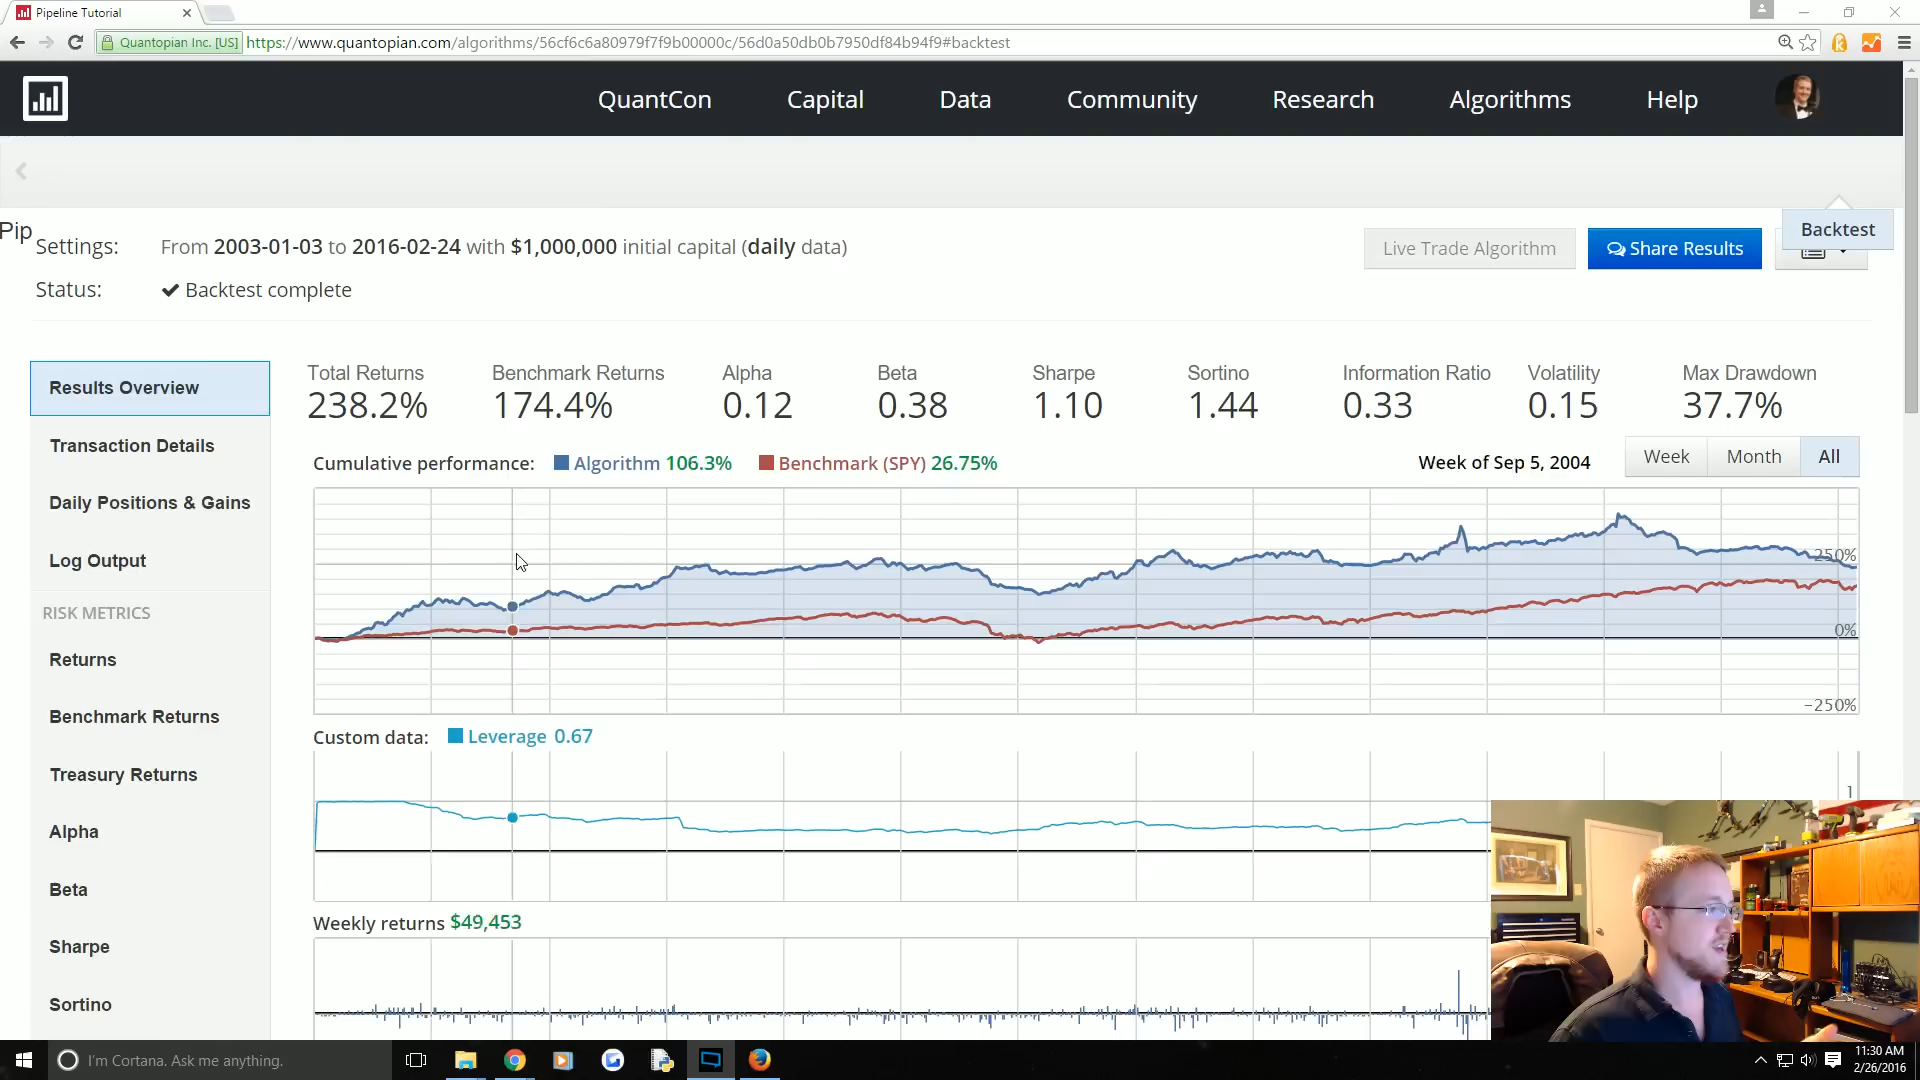 Pipeline Tutorial
Quantopian Inc. [US] https://www.quantopian.com/algorithms/56cf6c6a80979f7f9b00000c/56d0a50db0b7950df84b94f9#backtest
QuantCon Capital Data Community Research Algorithms Help
Pip
Backtest
Settings: From 2003-01-03 to 2016-02-24 with $1,000,000 initial capital (daily data)
Live Trade Algorithm Share Results
Status: Backtest complete
Results Overview
Transaction Details
Daily Positions & Gains
Log Output
RISK METRICS
Returns
Benchmark Returns
Treasury Returns
Alpha
Beta
Sharpe
Sortino
Total Returns Benchmark Returns Alpha Beta Sharpe Sortino Information Ratio Volatility Max Drawdown
238.2% 174.4% 0.12 0.38 1.10 1.44 0.33 0.15 37.7%
Cumulative performance: Algorithm 106.3% Benchmark (SPY) 26.75% Week of Sep 5, 2004 Week Month All
250%
0%
-250%
Custom data: Leverage 0.67
1
Weekly returns $49,453
I'm Cortana. Ask me anything.
11:30 AM
2/26/2016